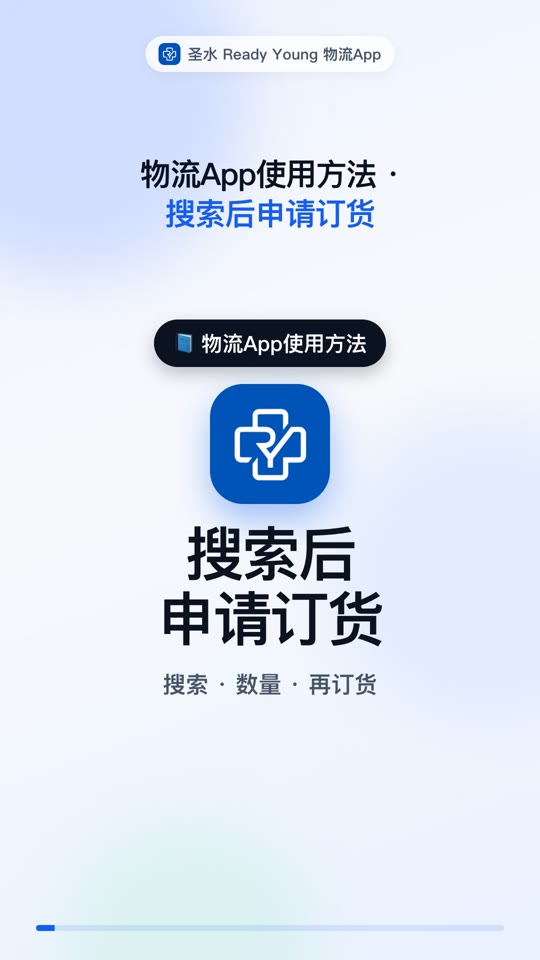 圣水 Ready Young 物流App
物流App使用方法 ·
搜索后申请订货
物流App使用方法
RY
搜索后
申请订货
搜索 · 数量 · 再订货